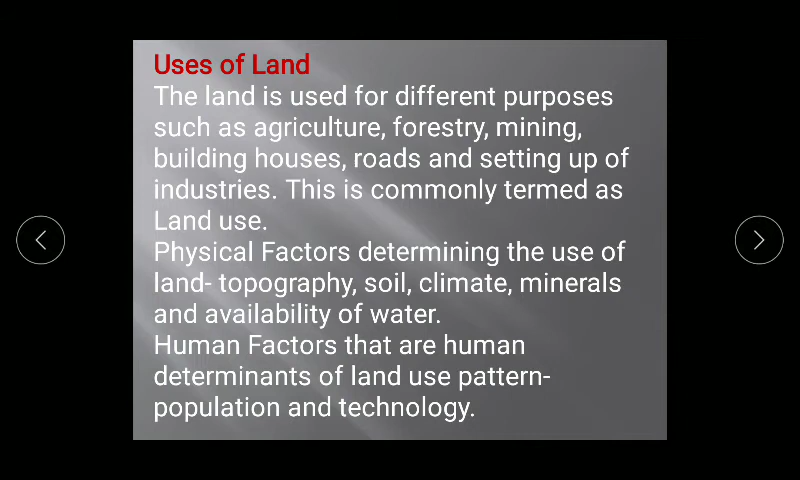 Uses of Land
The land is used for different purposes
such as agriculture, forestry, mining,
building houses, roads and setting up of
industries. This is commonly termed as
Land use.
Physical Factors determining the use of
land- topography, soil, climate, minerals
and availability of water.
Human Factors that are human
determinants of land use pattern-
population and technology.